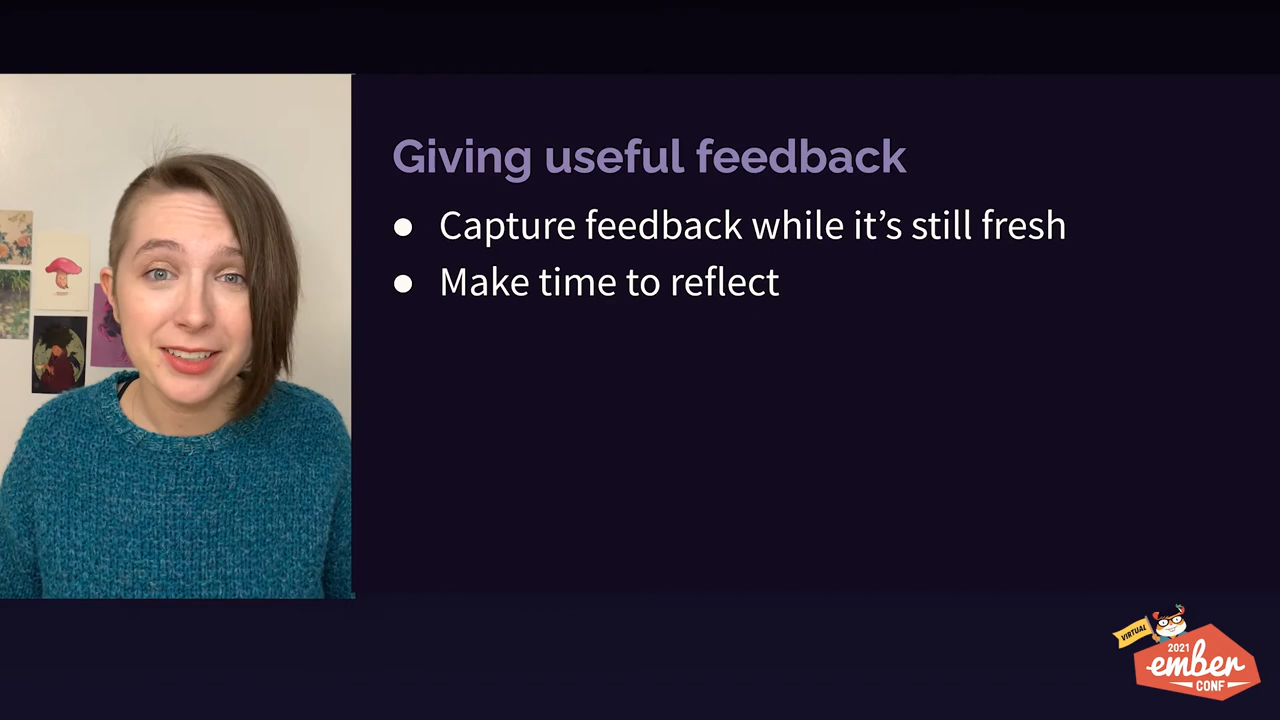 Giving useful feedback
● Capture feedback while it’s still fresh
● Make time to reflect
VIRTUAL
2021
ember
CONF